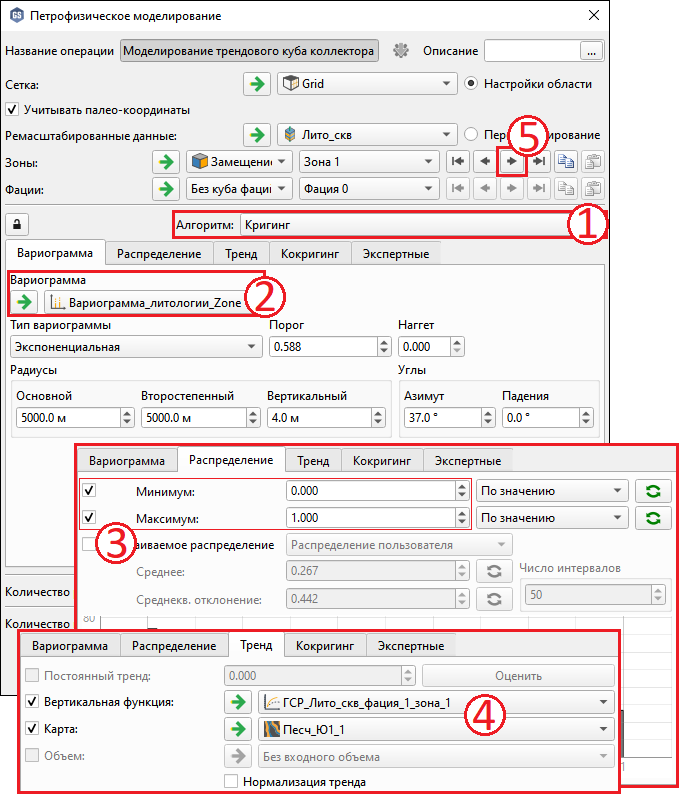 Петрофизическое моделирование
Название операции Моделирование трендового куба коллектора Описание ...
Сетка: Grid Настройки области
Учитывать палео-координаты
Ремасштабированные данные: Лито_скв
5
Зоны: Замещени Зона 1
Фации: Без куба фаци Фация 0
Алгоритм: Кригинг 1
Вариограмма Распределение Тренд Кокригинг Экспертные
Вариограмма
Вариограмма_литологии_Zone 2
Тип вариограммы Порог Наггет
Экспоненциальная 0.588 0.000
Радиусы Углы
Основной Второстепенный Вертикальный Азимут Падения
5000.0 м 5000.0 м 4.0 м 37.0 ° 0.0 °
Вариограмма Распределение Тренд Кокригинг Экспертные
Минимум: 0.000 По значению
Максимум: 1.000 По значению
3 аиваемое распределение Распределение пользователя
Среднее: 0.267 Число интервалов
Среднекв. отклонение: 0.442 50
Количество
Количество 80
Вариограмма Распределение Тренд Кокригинг Экспертные
Постоянный тренд: 0.000 Оценить
Вертикальная функция: ГСР_Лито_скв_фация_1_зона_1
4
Карта: Песч_Ю1_1
Объем: Без входного объема 1
Нормализация тренда